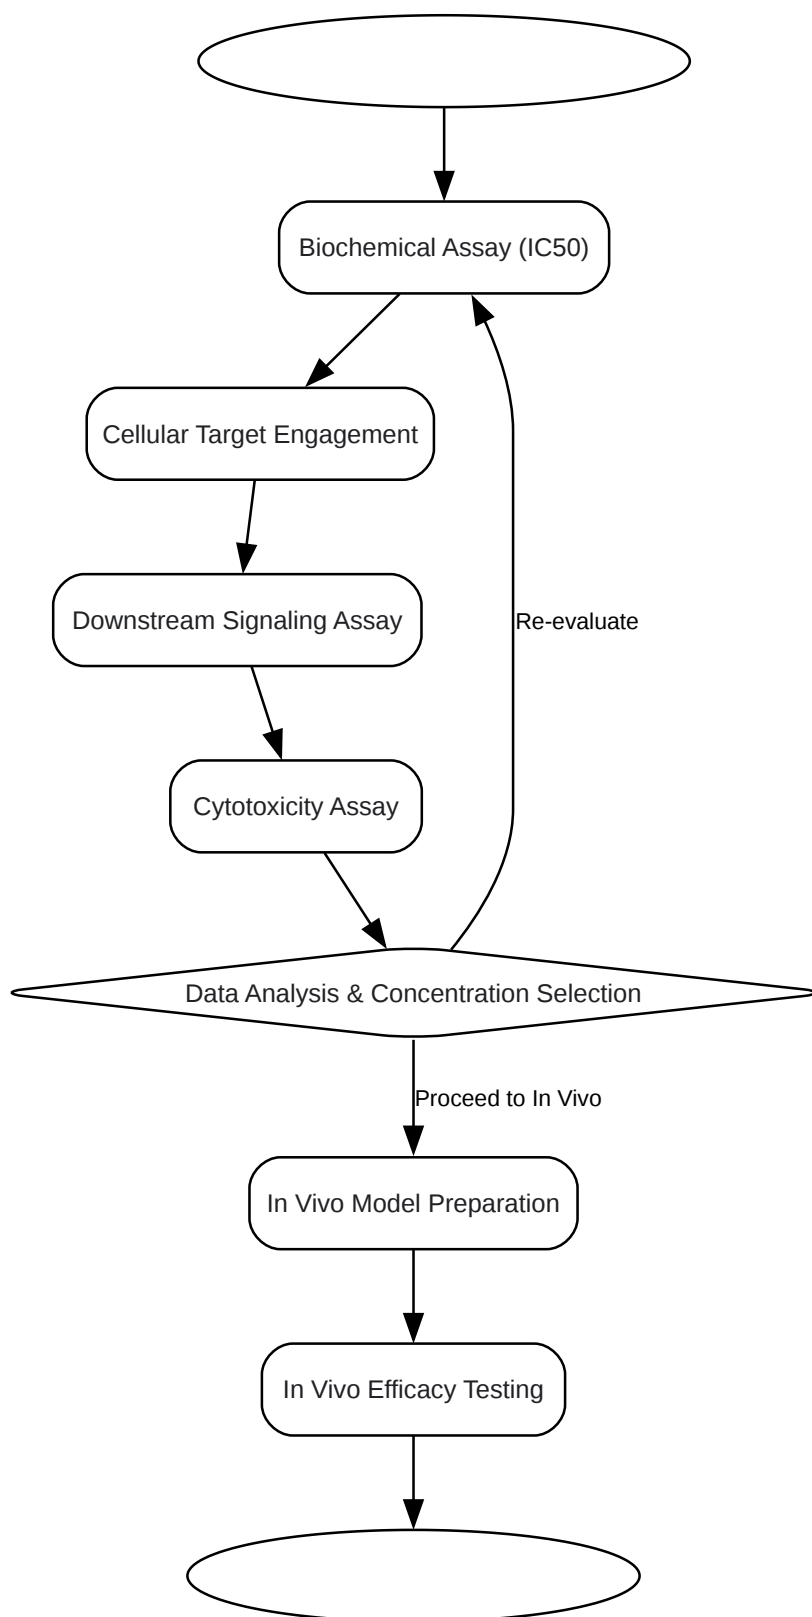 Biochemical Assay (IC50)
Cellular Target Engagement
Downstream Signaling Assay
Re-evaluate
Cytotoxicity Assay
Data Analysis & Concentration Selection
Proceed to In Vivo
In Vivo Model Preparation
In Vivo Efficacy Testing